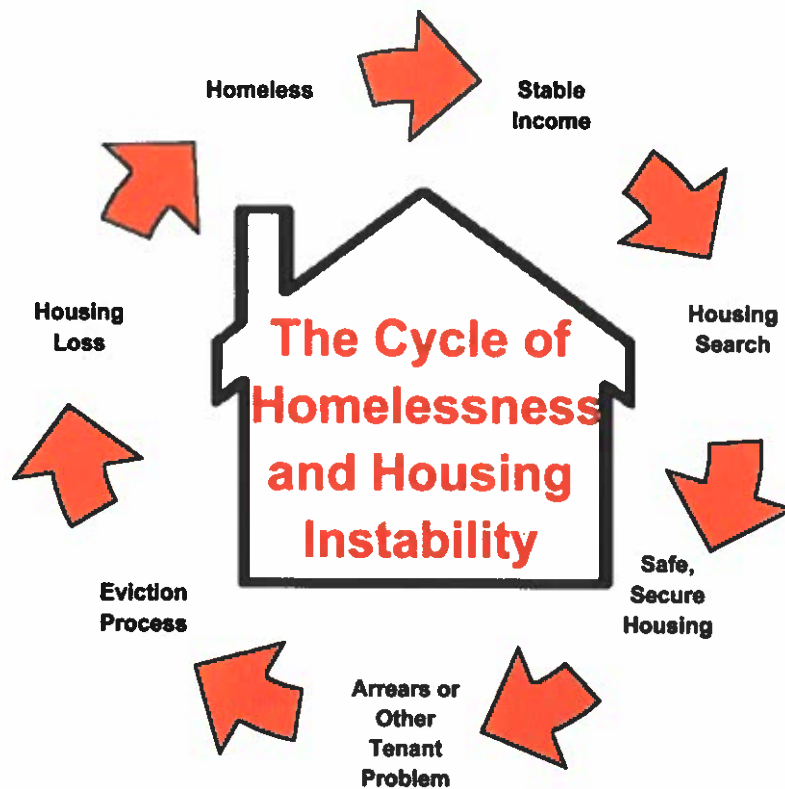 Homeless
Stable
Income
Housing
Search
Safe,
Secure
Housing
Arrears or
Other
Tenant
Problem
Eviction
Process
Housing
Loss
The Cycle of
Homelessness
and Housing
Instability